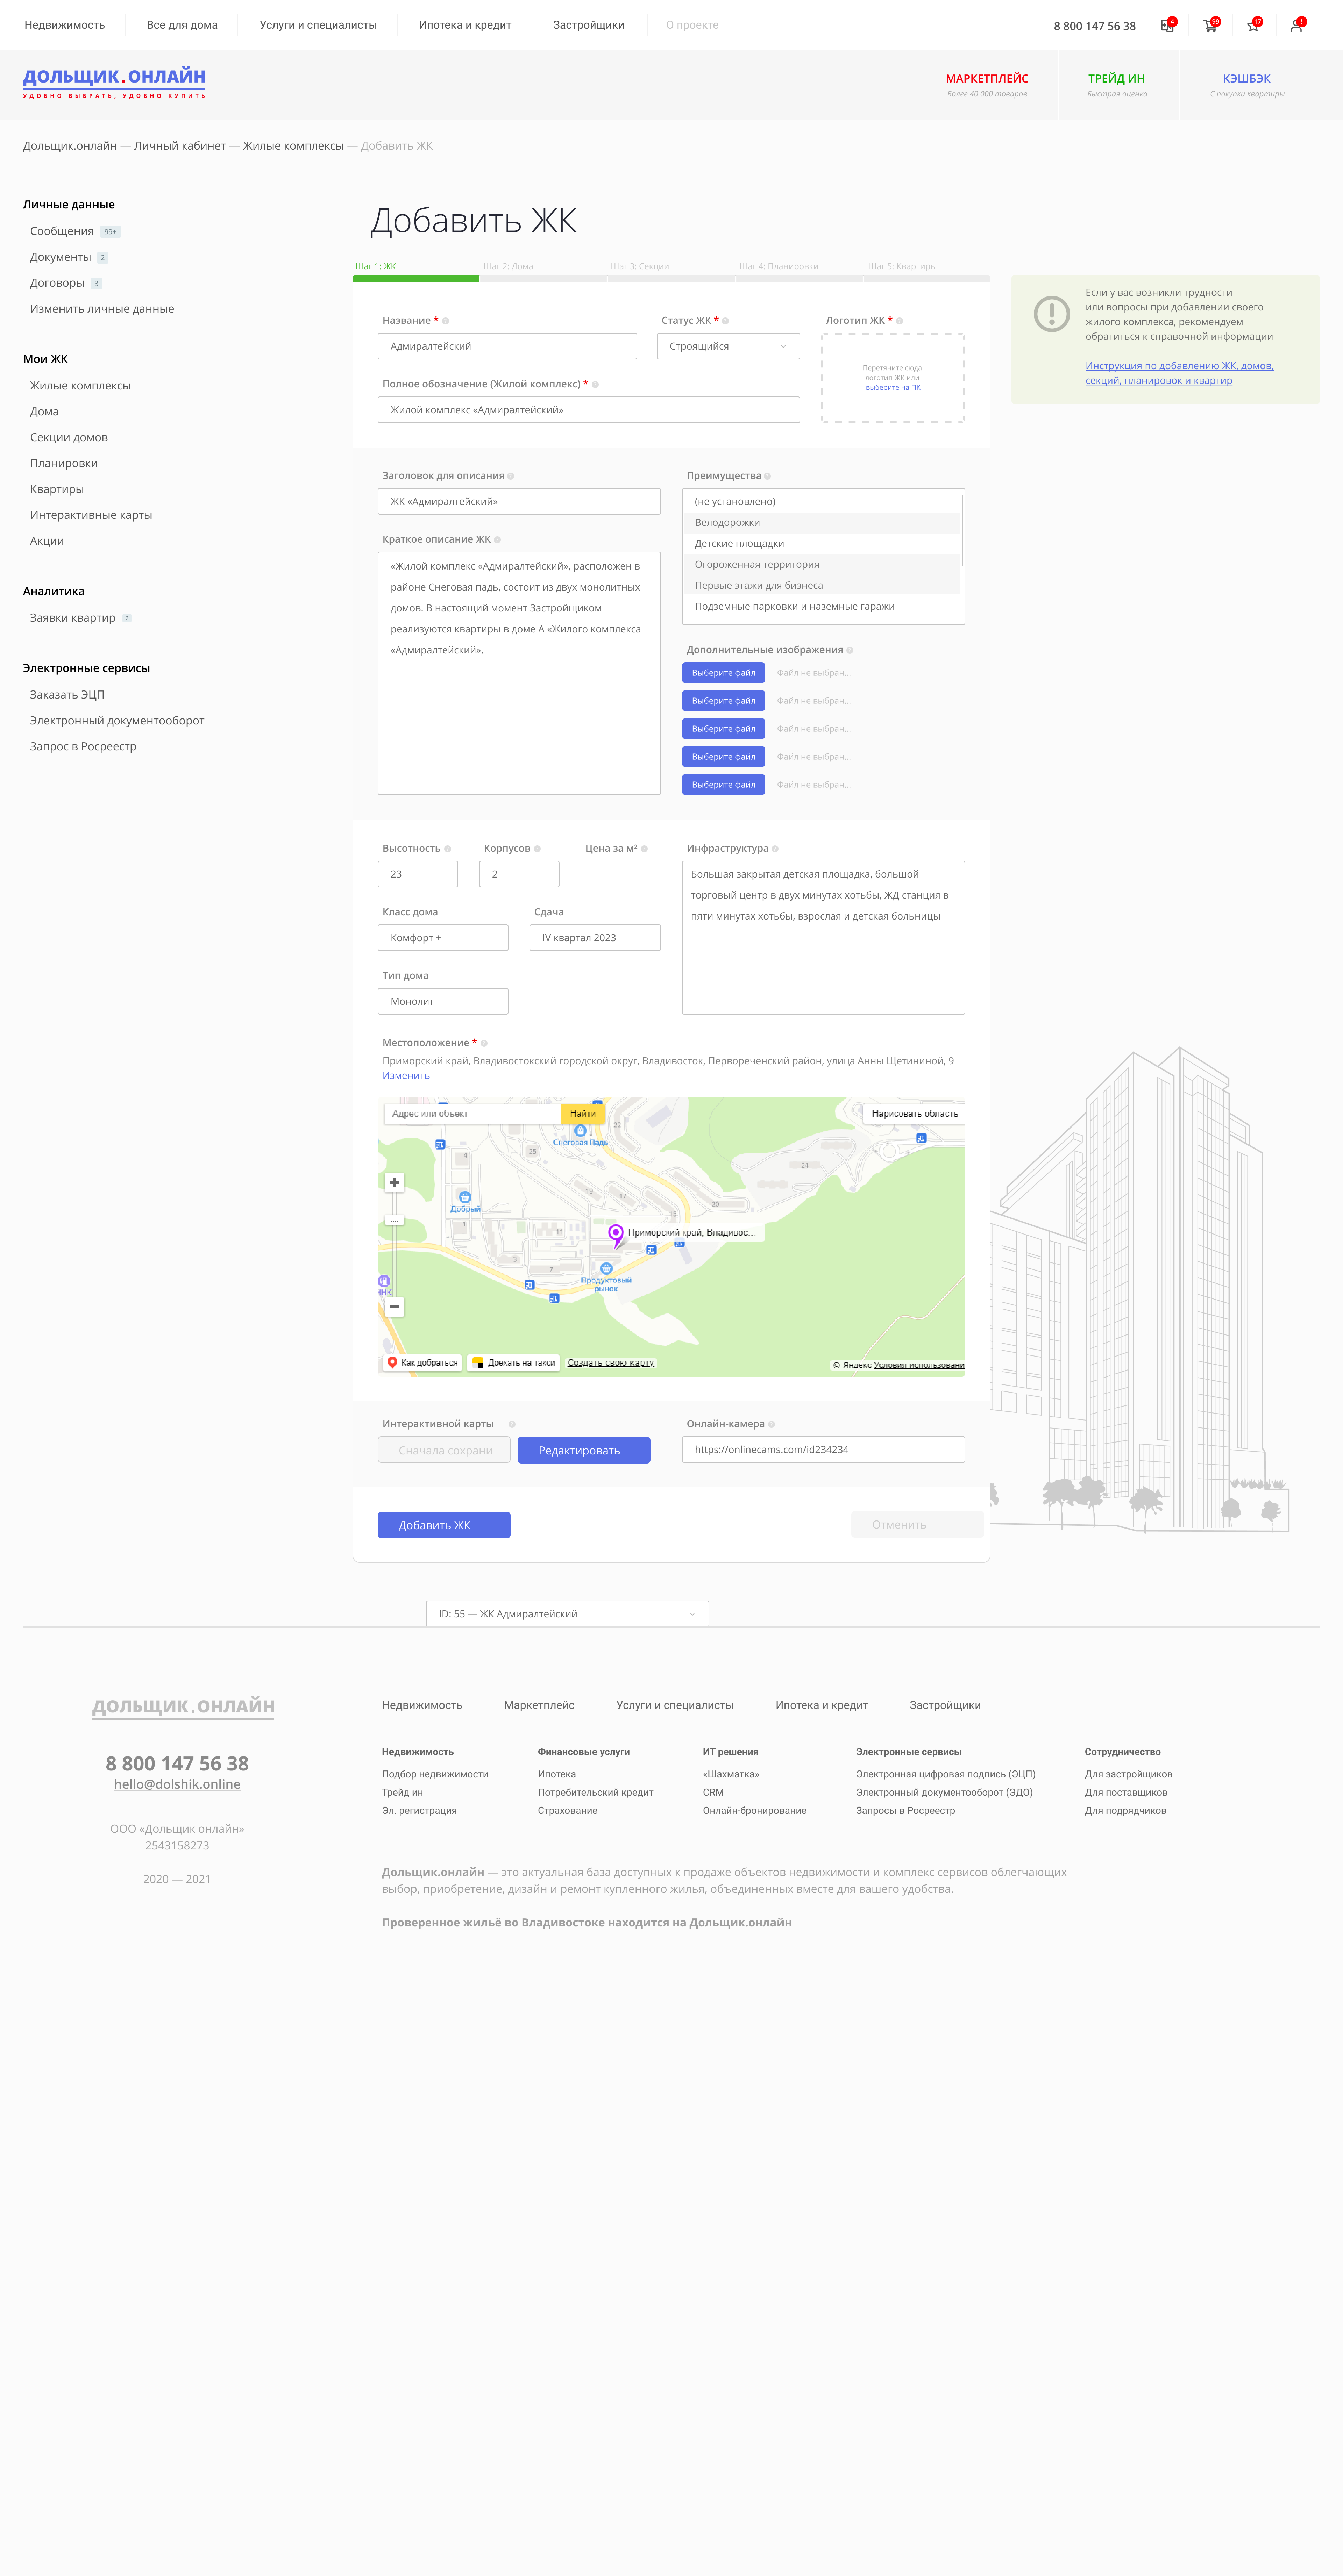 Недвижимость
Все для дома
Услуги и специалисты
Ипотека и кредит
Застройщики
О проекте
8 800 147 56 38
4
99
17
!
ДОЛЬЩИК.ОНЛАЙН
УДОБНО ВЫБРАТЬ, УДОБНО КУПИТЬ
МАРКЕТПЛЕЙС
Более 40 000 товаров
ТРЕЙД ИН
Быстрая оценка
КЭШБЭК
С покупки квартиры
Дольщик.онлайн — Личный кабинет — Жилые комплексы — Добавить ЖК
Личные данные
Сообщения 99+
Документы 2
Договоры 3
Изменить личные данные
Мои ЖК
Жилые комплексы
Дома
Секции домов
Планировки
Квартиры
Интерактивные карты
Акции
Аналитика
Заявки квартир 2
Электронные сервисы
Заказать ЭЦП
Электронный документооборот
Запрос в Росреестр
Добавить ЖК
Шаг 1: ЖК
Шаг 2: Дома
Шаг 3: Секции
Шаг 4: Планировки
Шаг 5: Квартиры
Название * ?
Адмиралтейский
Статус ЖК * ?
Строящийся
Логотип ЖК * ?
Перетяните сюда
логотип ЖК или
выберите на ПК
Полное обозначение (Жилой комплекс) * ?
Жилой комплекс «Адмиралтейский»
Заголовок для описания ?
ЖК «Адмиралтейский»
Краткое описание ЖК ?
«Жилой комплекс «Адмиралтейский», расположен в
районе Снеговая падь, состоит из двух монолитных
домов. В настоящий момент Застройщиком
реализуются квартиры в доме А «Жилого комплекса
«Адмиралтейский».
Преимущества ?
(не установлено)
Велодорожки
Детские площадки
Огороженная территория
Первые этажи для бизнеса
Подземные парковки и наземные гаражи
Дополнительные изображения ?
Выберите файл Файл не выбран...
Выберите файл Файл не выбран...
Выберите файл Файл не выбран...
Выберите файл Файл не выбран...
Выберите файл Файл не выбран...
Высотность ?
23
Корпусов ?
2
Цена за м² ?
Класс дома
Комфорт +
Сдача
IV квартал 2023
Тип дома
Монолит
Инфраструктура ?
Большая закрытая детская площадка, большой
торговый центр в двух минутах хотьбы, ЖД станция в
пяти минутах хотьбы, взрослая и детская больницы
Местоположение * ?
Приморский край, Владивостокский городской округ, Владивосток, Первореченский район, улица Анны Щетининой, 9
Изменить
Адрес или объект
Найти
Нарисовать область
Снеговая Падь
22
25
4
24
19
17
20
15
Добрый
1
11
Приморский край, Владивос...
5
7
Продуктовый
рынок
ННК
Как добраться
Доехать на такси
Создать свою карту
© Яндекс Условия использовани
Интерактивной карты ?
Сначала сохрани
Редактировать
Онлайн-камера ?
https://onlinecams.com/id234234
Добавить ЖК
Отменить
Если у вас возникли трудности
или вопросы при добавлении своего
жилого комплекса, рекомендуем
обратиться к справочной информации
Инструкция по добавлению ЖК, домов,
секций, планировок и квартир
ID: 55 — ЖК Адмиралтейский
ДОЛЬЩИК.ОНЛАЙН
8 800 147 56 38
hello@dolshik.online
ООО «Дольщик онлайн»
2543158273
2020 — 2021
Недвижимость
Маркетплейс
Услуги и специалисты
Ипотека и кредит
Застройщики
Недвижимость
Подбор недвижимости
Трейд ин
Эл. регистрация
Финансовые услуги
Ипотека
Потребительский кредит
Страхование
ИТ решения
«Шахматка»
CRM
Онлайн-бронирование
Электронные сервисы
Электронная цифровая подпись (ЭЦП)
Электронный документооборот (ЭДО)
Запросы в Росреестр
Сотрудничество
Для застройщиков
Для поставщиков
Для подрядчиков
Дольщик.онлайн — это актуальная база доступных к продаже объектов недвижимости и комплекс сервисов облегчающих
выбор, приобретение, дизайн и ремонт купленного жилья, объединенных вместе для вашего удобства.
Проверенное жильё во Владивостоке находится на Дольщик.онлайн